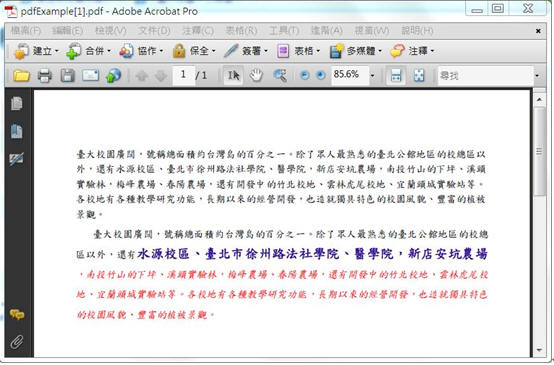 pdfExample[1].pdf - Adobe Acrobat Pro
檔案(F) 編輯(E) 檢視(V) 文件(D) 注釋(C) 表格(R) 工具(T) 進階(A) 視窗(W) 說明(H)
建立 合併 協作 保全 簽署 表格 多媒體 注釋
1 / 1 85.6% 尋找
臺大校園廣闊,號稱總面積約台灣島的百分之一。除了眾人最熟悉的臺北公館地區的校總區以
外,還有水源校區、臺北市徐州路法社學院、醫學院,新店安坑農場,南投竹山的下坪、溪頭
實驗林,梅峰農場、春陽農場,還有開發中的竹北校地、雲林虎尾校地、宜蘭頭城實驗站等。
各校地有各種教學研究功能,長期以來的經營開發,也造就獨具特色的校園風貌、豐富的植被
景觀。
臺大校園廣闊,號稱總面積約台灣島的百分之一。除了眾人最熟悉的臺北公館地區的校總
區以外,還有水源校區、臺北市徐州路法社學院、醫學院,新店安坑農場
,南投竹山的下坪、溪頭實驗林,梅峰農場、春陽農場,還有開發中的竹北校地、雲林虎尾校
地、宜蘭頭城實驗站等。各校地有各種教學研究功能,長期以來的經營開發,也造就獨具特色
的校園風貌、豐富的植被景觀。